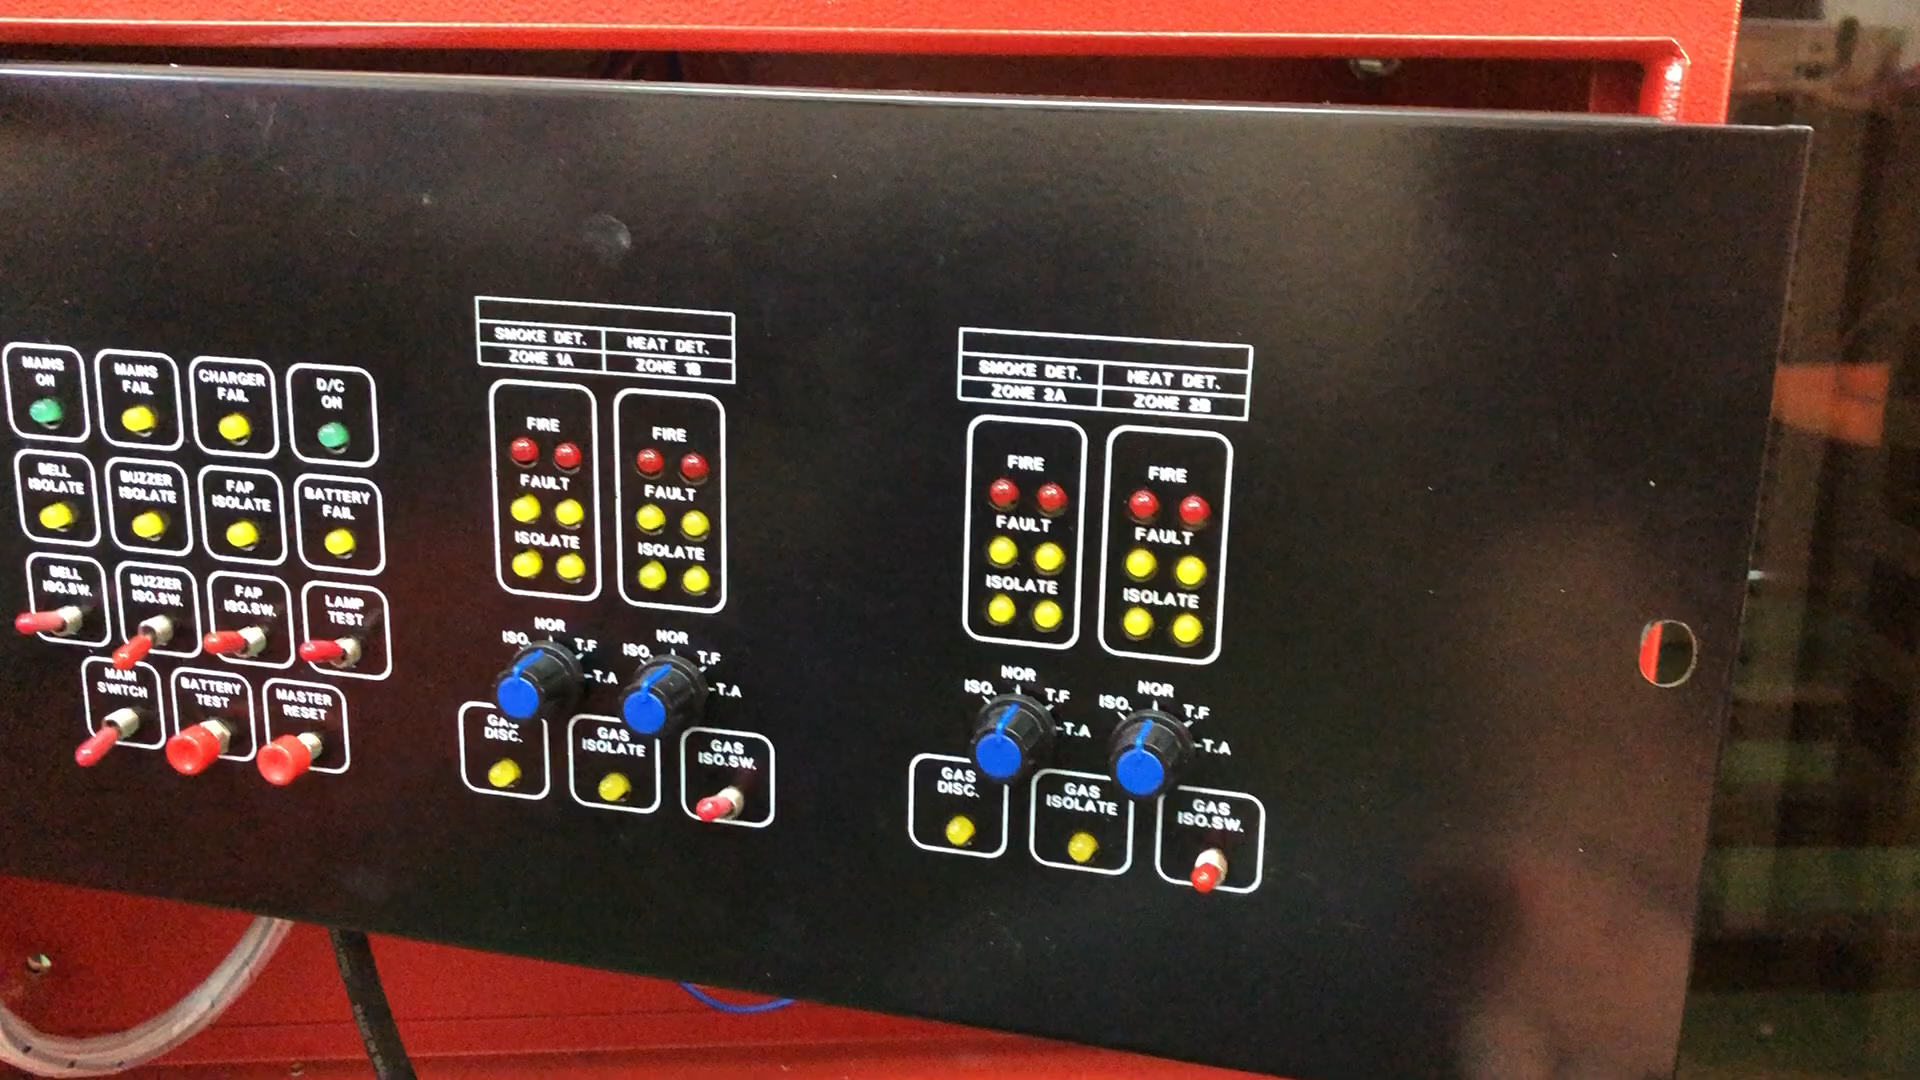 MAINS
ON
MAINS
FAIL
CHARGER
FAIL
D/C
ON
BELL
ISOLATE
BUZZER
ISOLATE
FAP
ISOLATE
BATTERY
FAIL
BELL
ISO.SW.
BUZZER
ISO.SW.
FAP
ISO.SW.
LAMP
TEST
MAIN
SWITCH
BATTERY
TEST
MASTER
RESET
SMOKE DET.
HEAT DET.
ZONE 1A
ZONE 1B
FIRE
FAULT
ISOLATE
FIRE
FAULT
ISOLATE
ISO.
NOR
T.F
T.A
ISO.
NOR
T.F
T.A
GAS
DISC.
GAS
ISOLATE
GAS
ISO.SW.
SMOKE DET.
HEAT DET.
ZONE 2A
ZONE 2B
FIRE
FAULT
ISOLATE
FIRE
FAULT
ISOLATE
ISO.
NOR
T.F
T.A
ISO.
NOR
T.F
T.A
GAS
DISC.
GAS
ISOLATE
GAS
ISO.SW.